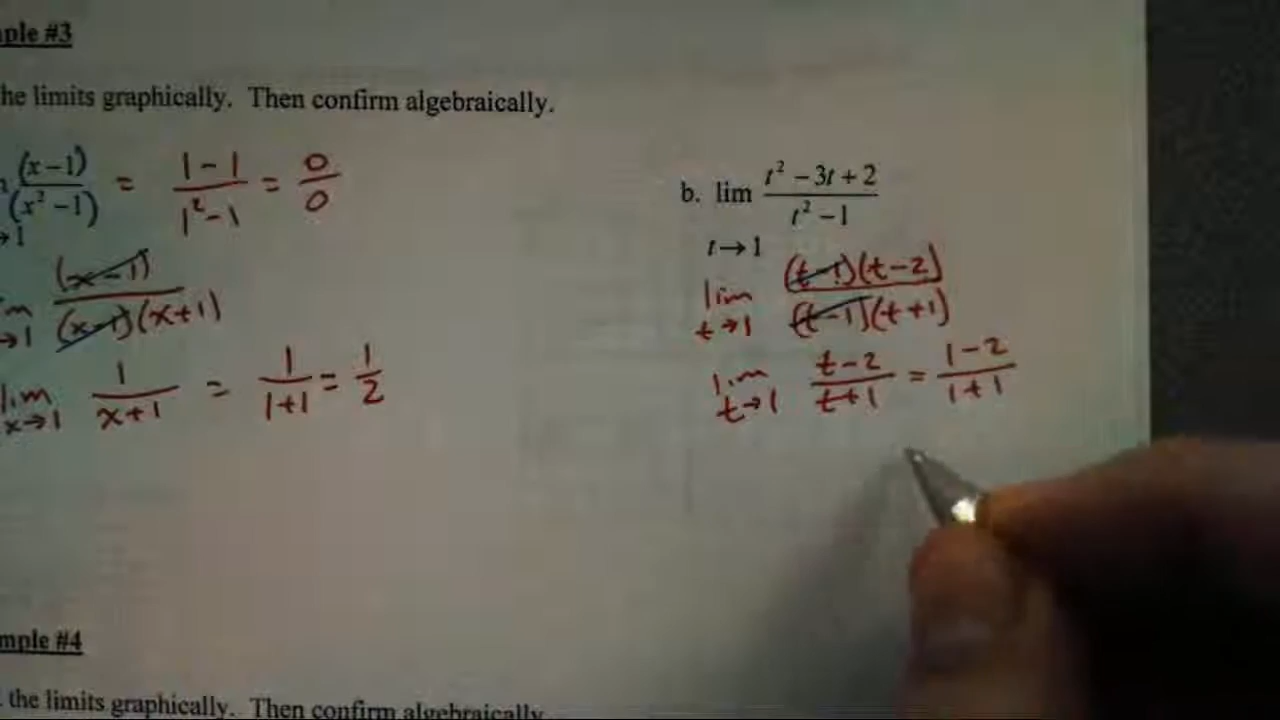 ple #3
he limits graphically. Then confirm algebraically.
(x-1)/(x²-1) = (1-1)/(1²-1) = 0/0
→1
(x-1)/((x-1)(x+1))
→1
lim x→1 1/(x+1) = 1/(1+1) = 1/2
b. lim t→1 (t²-3t+2)/(t²-1)
lim t→1 ((t-1)(t-2))/((t-1)(t+1))
lim t→1 (t-2)/(t+1) = (1-2)/(1+1)
mple #4
the limits graphically. Then confirm algebraically.